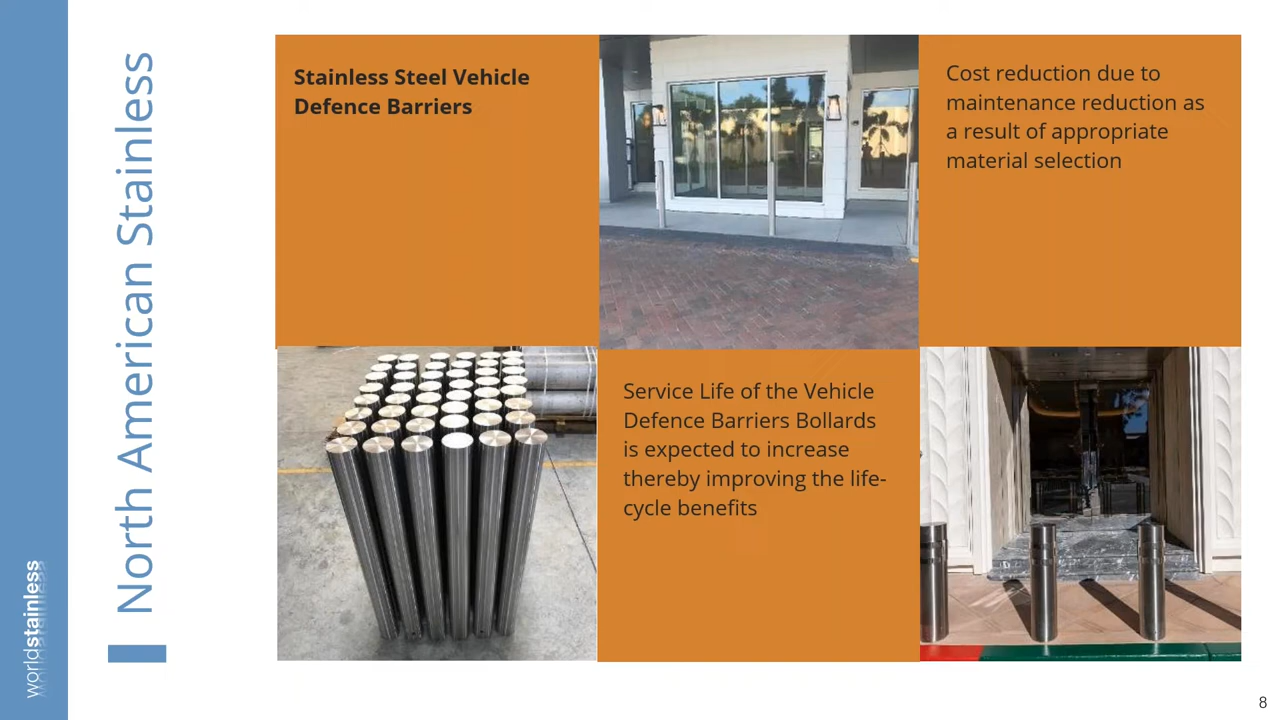 North American Stainless
worldstainless
Stainless Steel Vehicle
Defence Barriers
Cost reduction due to
maintenance reduction as
a result of appropriate
material selection
Service Life of the Vehicle
Defence Barriers Bollards
is expected to increase
thereby improving the life-
cycle benefits
8